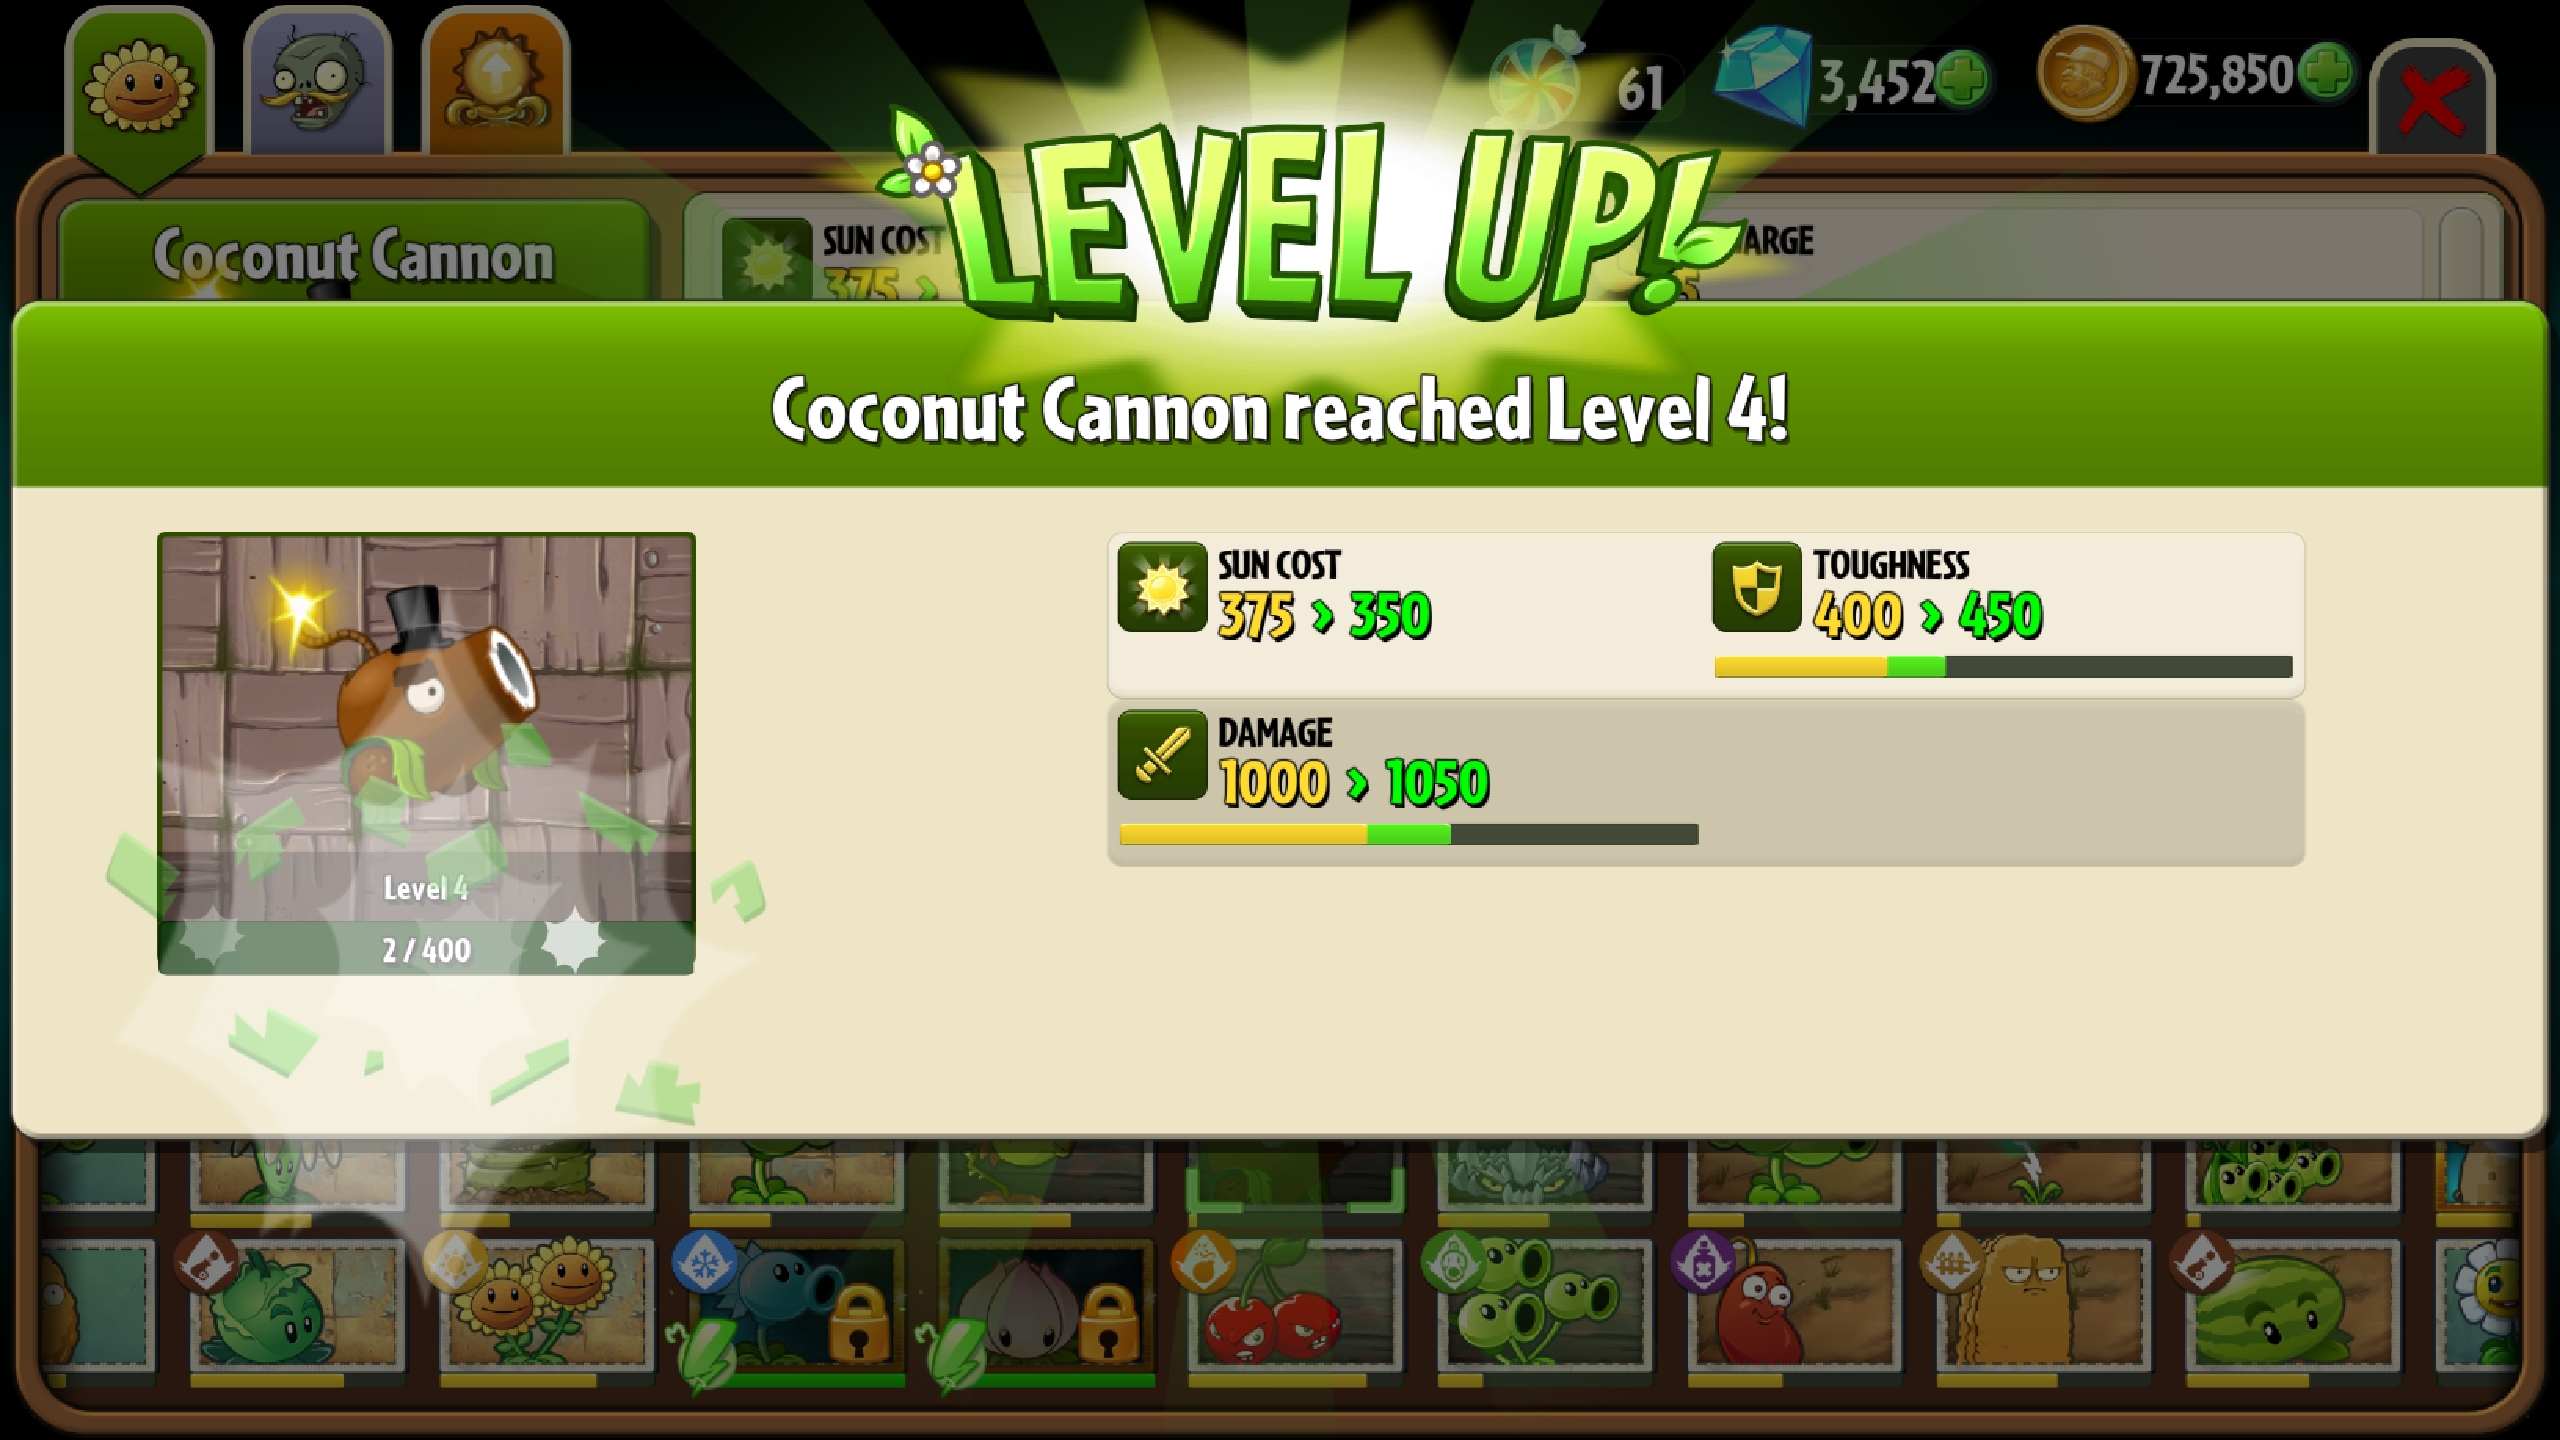 61
3,452
725,850
LEVEL UP!
Coconut Cannon
SUN COST
375 >
ARGE
5
Coconut Cannon reached Level 4!
SUN COST
375 > 350
TOUGHNESS
400 > 450
DAMAGE
1000 > 1050
Level 4
2 / 400